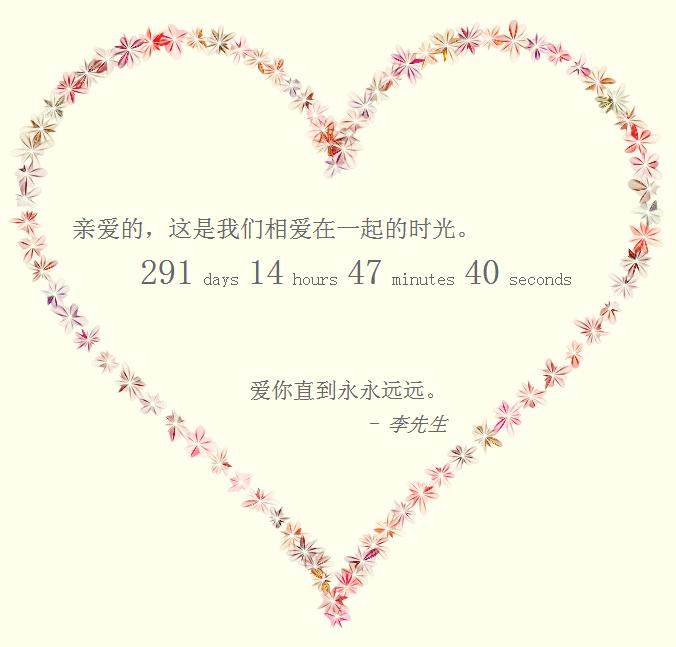 亲爱的，这是我们相爱在一起的时光。
291 days 14 hours 47 minutes 40 seconds
爱你直到永永远远。
- 李先生